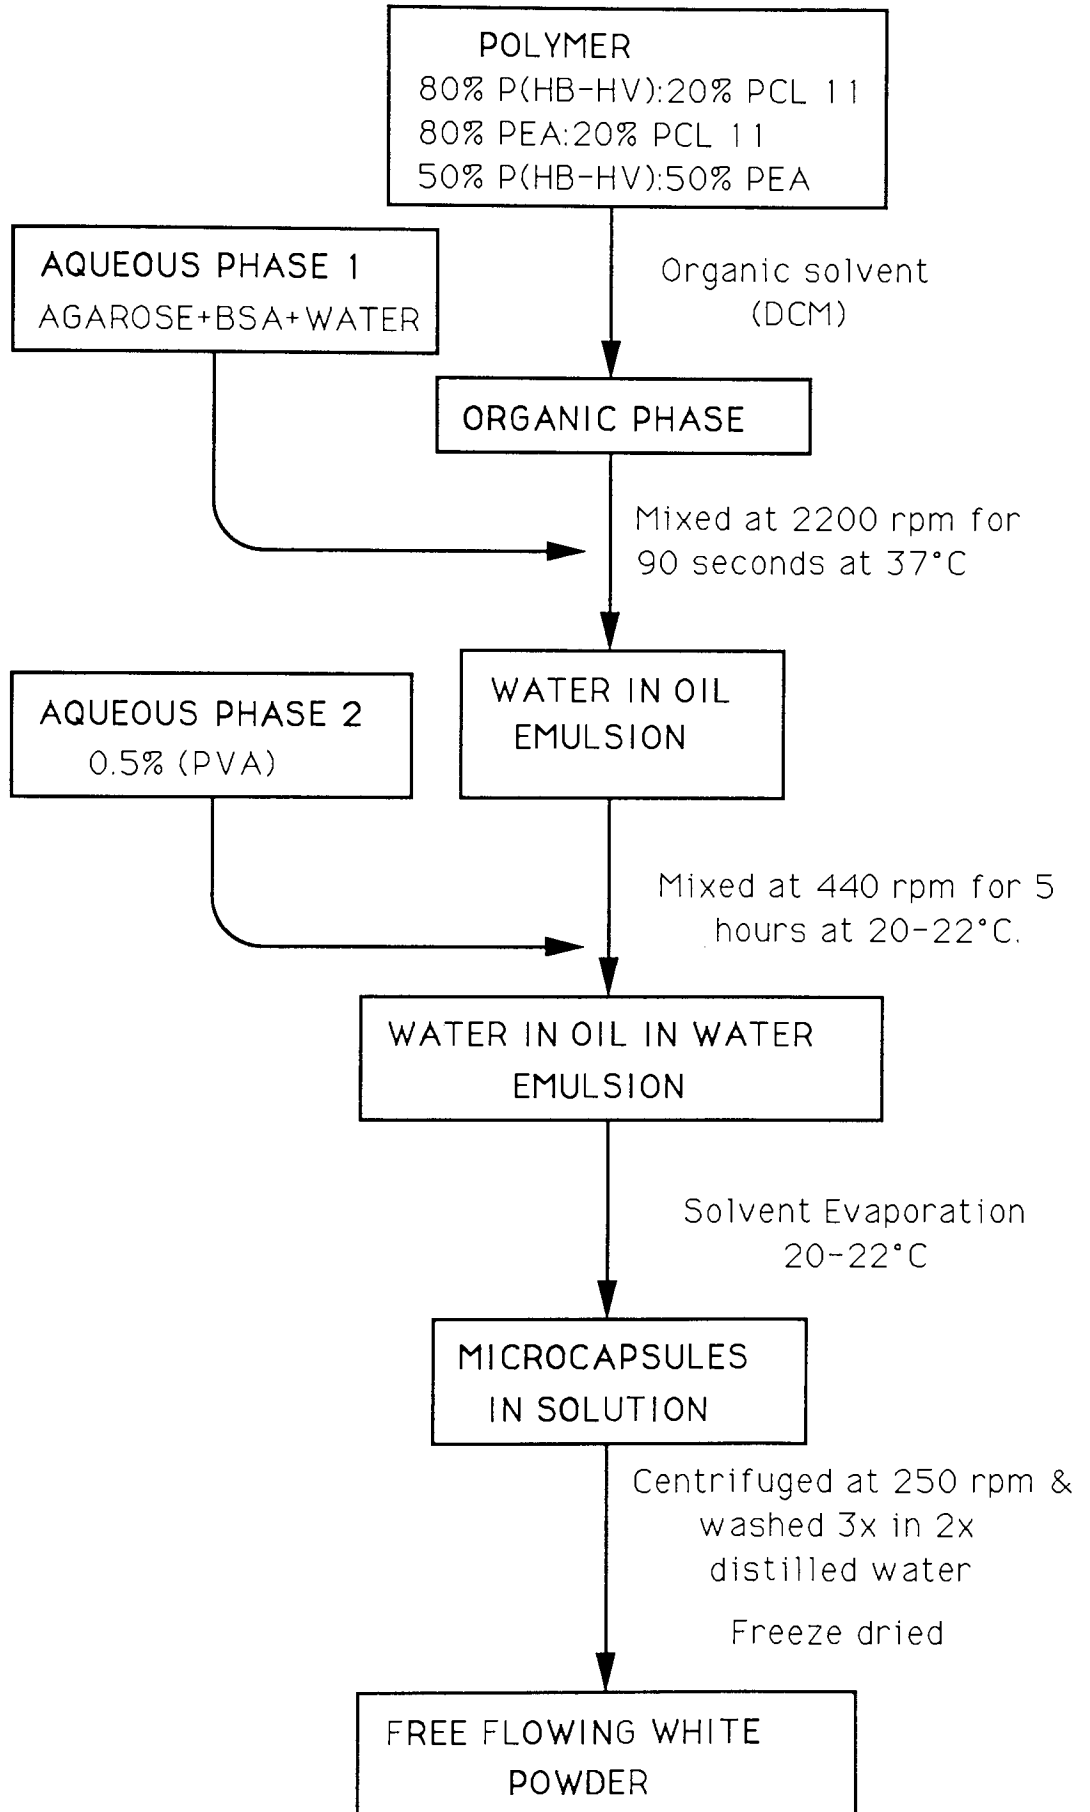 POLYMER
80% P(HB-HV):20% PCL 11
80% PEA:20% PCL 11
50% P(HB-HV):50% PEA
AQUEOUS PHASE 1
AGAROSE+BSA+WATER
Organic solvent
(DCM)
ORGANIC PHASE
Mixed at 2200 rpm for
90 seconds at 37°C
WATER IN OIL
EMULSION
AQUEOUS PHASE 2
0.5% (PVA)
Mixed at 440 rpm for 5
hours at 20-22°C.
WATER IN OIL IN WATER
EMULSION
Solvent Evaporation
20-22°C
MICROCAPSULES
IN SOLUTION
Centrifuged at 250 rpm &
washed 3x in 2x
distilled water
Freeze dried
FREE FLOWING WHITE
POWDER